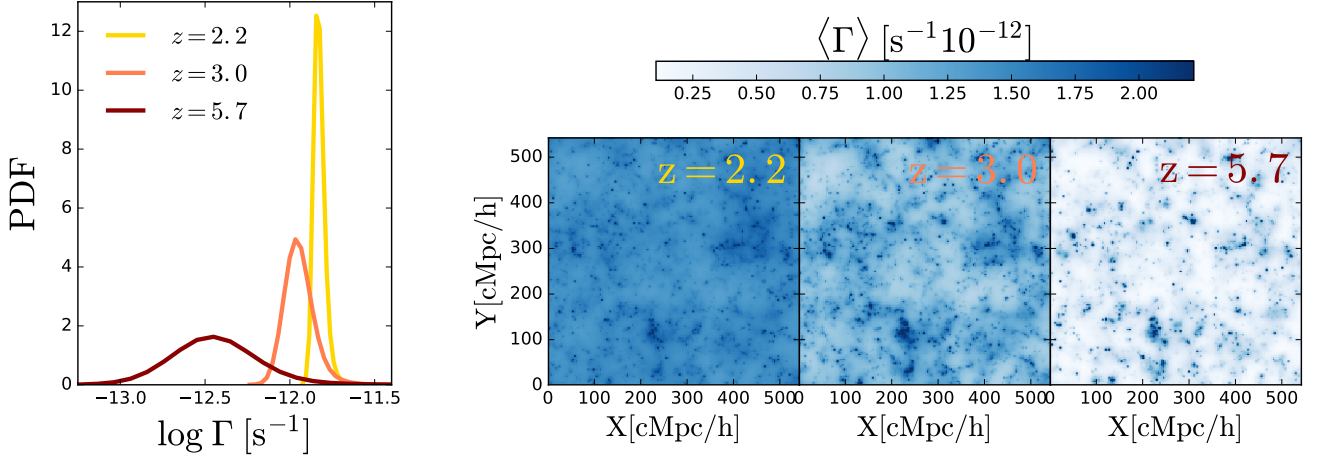 PDF
12
10
8
6
4
2
0
z = 2.2
z = 3.0
z = 5.7
−13.0 −12.5 −12.0 −11.5
log Γ [s⁻¹]
⟨Γ⟩ [s⁻¹10⁻¹²]
0.25 0.50 0.75 1.00 1.25 1.50 1.75 2.00
Y[cMpc/h]
500
400
300
200
100
0
z = 2.2
z = 3.0
z = 5.7
0 100 200 300 400 500
0 100 200 300 400 500
0 100 200 300 400 500
X[cMpc/h]
X[cMpc/h]
X[cMpc/h]